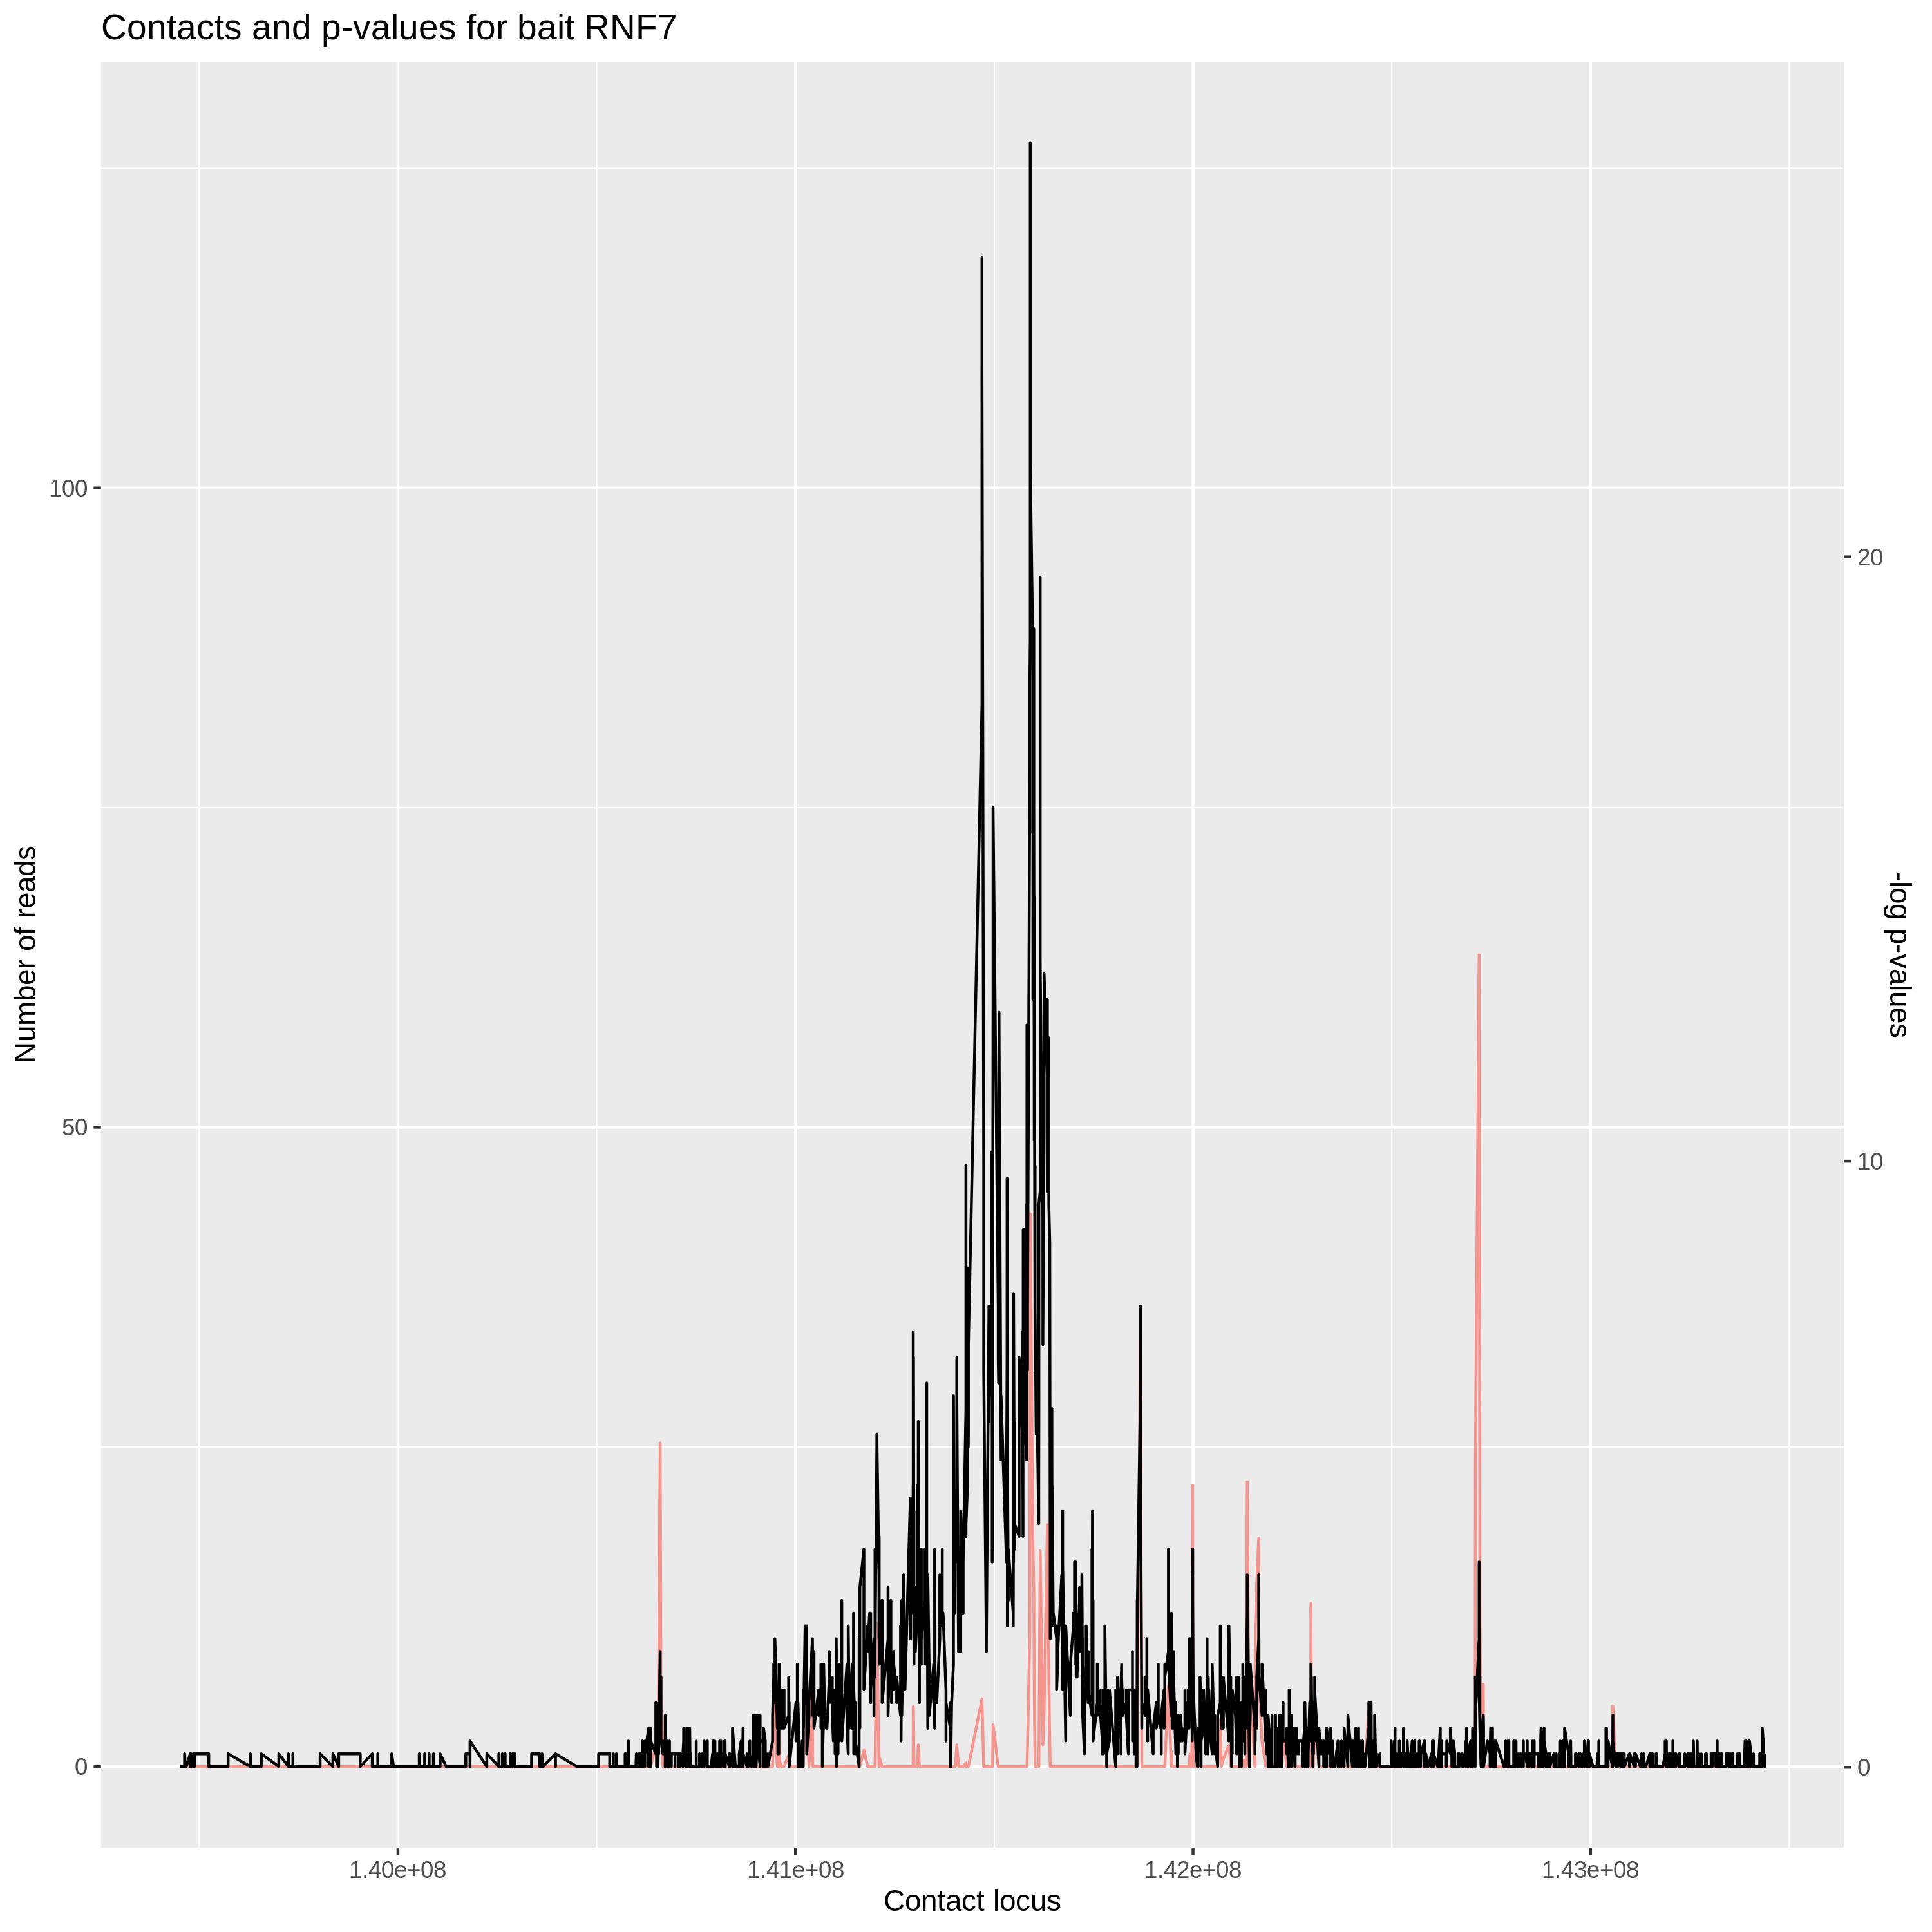 Contacts and p-values for bait RNF7
Number of reads
100
50
0
20
10
0
-log p-values
1.40e+08
1.41e+08
1.42e+08
1.43e+08
Contact locus